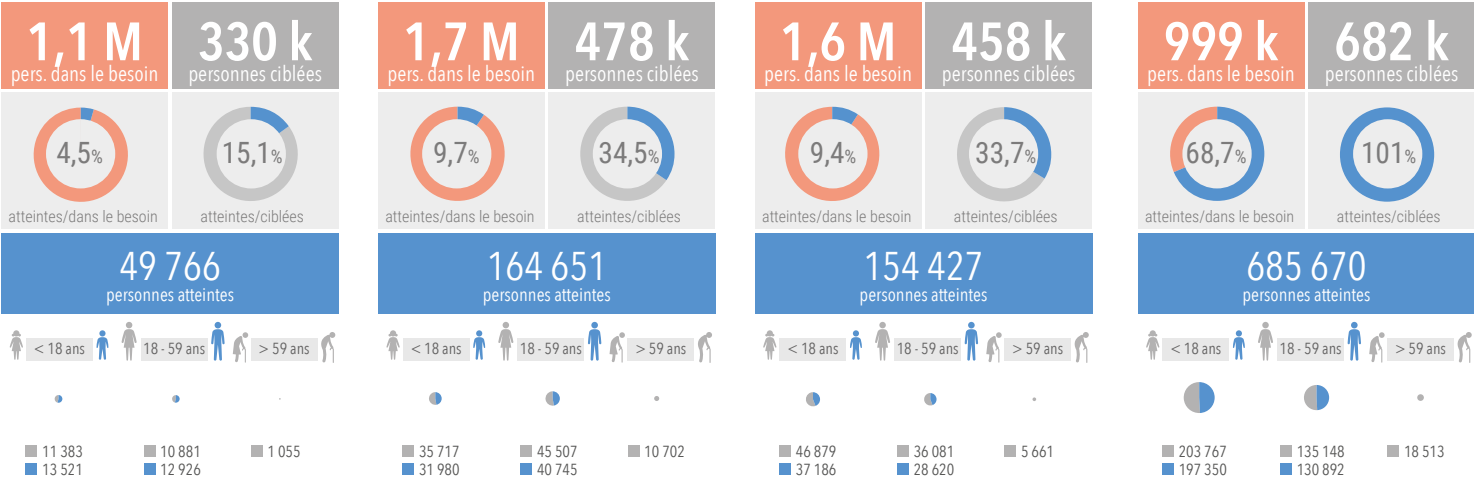 1,1 M
pers. dans le besoin
330 k
personnes ciblées
4,5%
atteintes/dans le besoin
15,1%
atteintes/ciblées
49 766
personnes atteintes
< 18 ans
18 - 59 ans
> 59 ans
11 383
13 521
10 881
12 926
1 055
1,7 M
pers. dans le besoin
478 k
personnes ciblées
9,7%
atteintes/dans le besoin
34,5%
atteintes/ciblées
164 651
personnes atteintes
< 18 ans
18 - 59 ans
> 59 ans
35 717
31 980
45 507
40 745
10 702
1,6 M
pers. dans le besoin
458 k
personnes ciblées
9,4%
atteintes/dans le besoin
33,7%
atteintes/ciblées
154 427
personnes atteintes
< 18 ans
18 - 59 ans
> 59 ans
46 879
37 186
36 081
28 620
5 661
999 k
pers. dans le besoin
682 k
personnes ciblées
68,7%
atteintes/dans le besoin
101%
atteintes/ciblées
685 670
personnes atteintes
< 18 ans
18 - 59 ans
> 59 ans
203 767
197 350
135 148
130 892
18 513